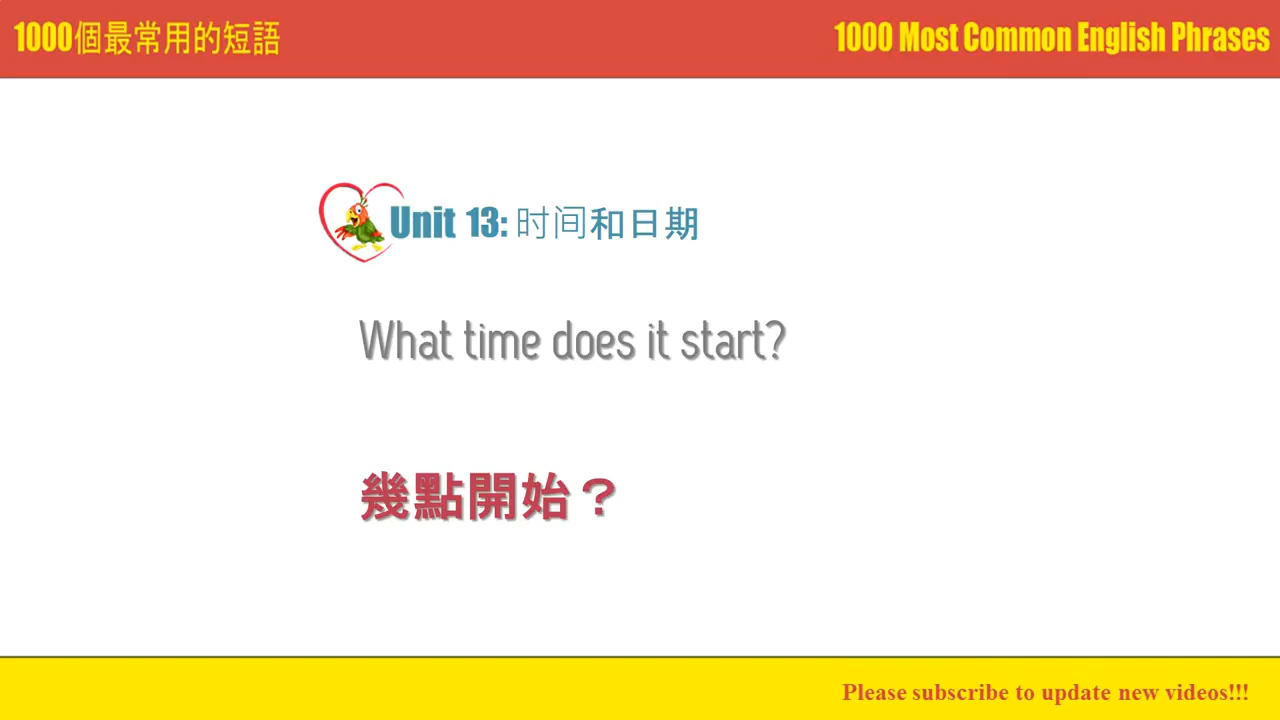 1000個最常用的短語
1000 Most Common English Phrases
Unit 13: 时间和日期
What time does it start?
幾點開始？
Please subscribe to update new videos!!!